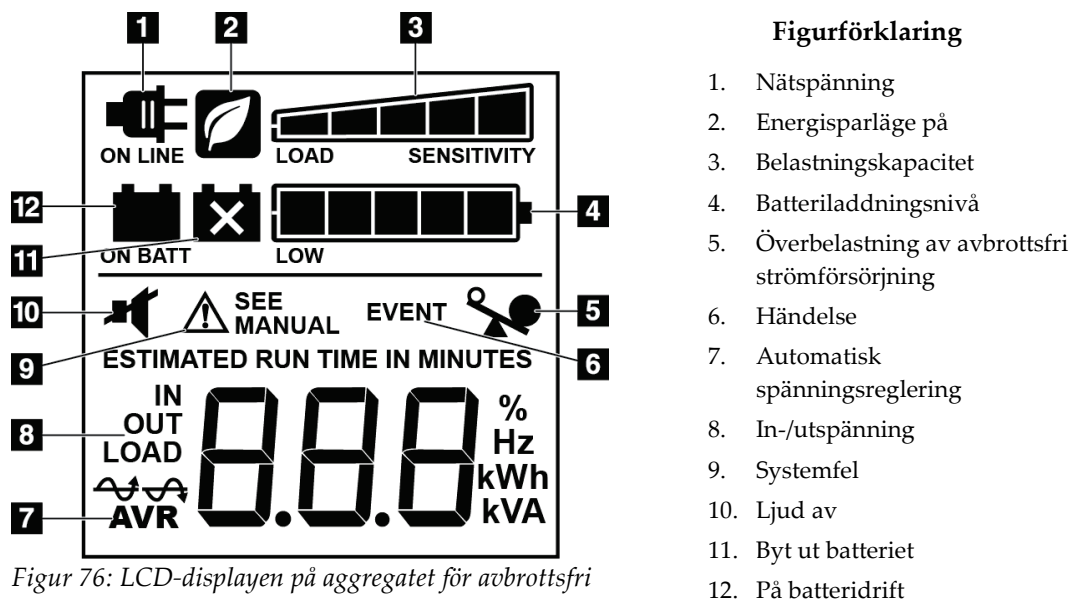 1 2 3
ON LINE LOAD SENSITIVITY
12 4
11 ON BATT LOW
10 SEE MANUAL EVENT 5
9 6
ESTIMATED RUN TIME IN MINUTES
IN
8 OUT
LOAD
8.8.8
%
Hz
kWh
kVA
7 AVR
Figur 76: LCD-displayen på aggregatet för avbrottsfri
Figurförklaring
1. Nätspänning
2. Energisparläge på
3. Belastningskapacitet
4. Batteriladdningsnivå
5. Överbelastning av avbrottsfri
strömförsörjning
6. Händelse
7. Automatisk
spänningsreglering
8. In-/utspänning
9. Systemfel
10. Ljud av
11. Byt ut batteriet
12. På batteridrift